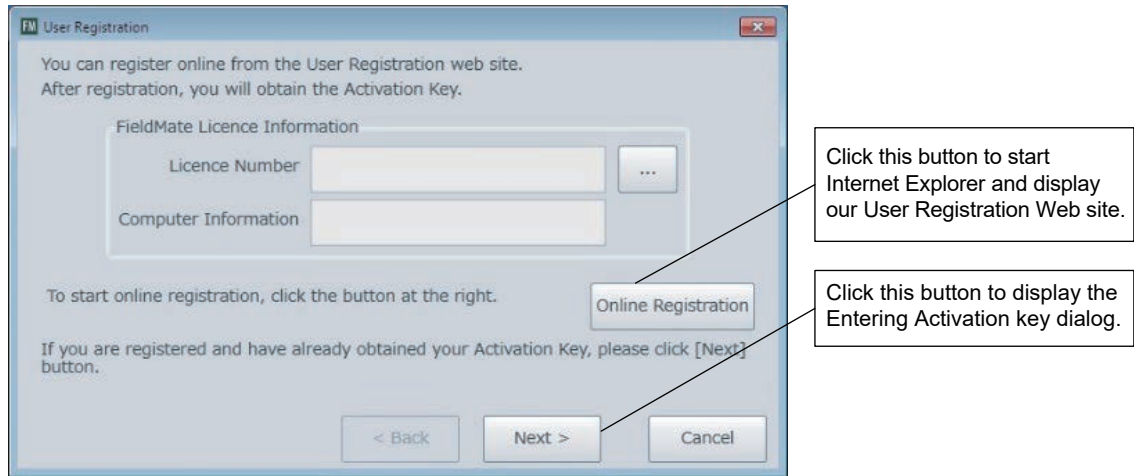 FM User Registration
You can register online from the User Registration web site.
After registration, you will obtain the Activation Key.
FieldMate Licence Information
Licence Number
...
Computer Information
To start online registration, click the button at the right.
Online Registration
If you are registered and have already obtained your Activation Key, please click [Next]
button.
< Back
Next >
Cancel
Click this button to start
Internet Explorer and display
our User Registration Web site.
Click this button to display the
Entering Activation key dialog.